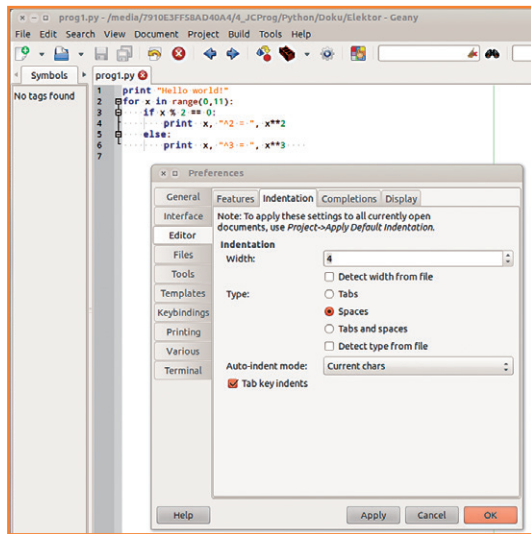 prog1.py - /media/7910E3FF58AD40A4/4_JCProg/Python/Doku/Elektor - Geany
File Edit Search View Document Project Build Tools Help
Symbols prog1.py
No tags found
1 print "Hello world!"
2 for x in range(0,11):
3 if x % 2 == 0:
4 print x, "^2 = ", x**2
5 else:
6 print x, "^3 = ", x**3
7
Preferences
General
Interface
Editor
Files
Tools
Templates
Keybindings
Printing
Various
Terminal
Features Indentation Completions Display
Note: To apply these settings to all currently open
documents, use Project->Apply Default Indentation.
Indentation
Width: 4
Detect width from file
Type: Tabs
Spaces
Tabs and spaces
Detect type from file
Auto-indent mode: Current chars
Tab key indents
Help Apply Cancel OK